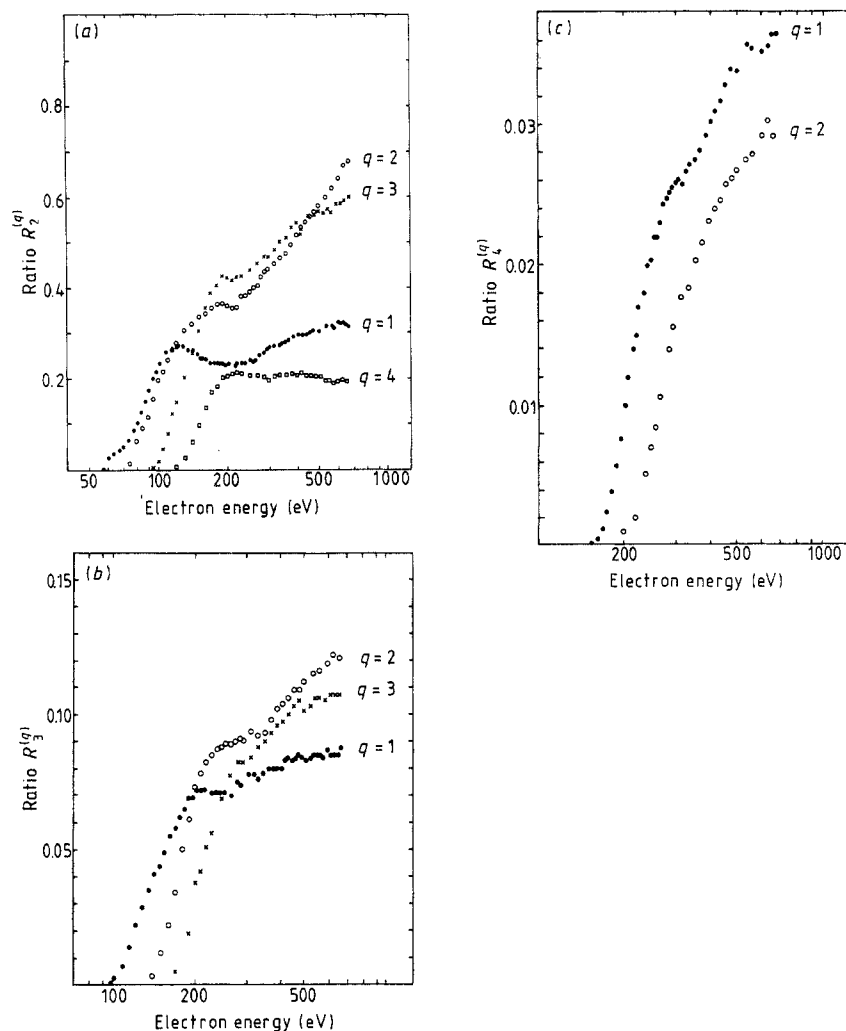 (a)
0.8
0.6
0.4
0.2
Ratio R₂⁽q⁾
q = 2
q = 3
q = 1
q = 4
50 100 200 500 1000
Electron energy (eV)
(b)
0.15
0.10
0.05
Ratio R₃⁽q⁾
q = 2
q = 3
q = 1
100 200 500
Electron energy (eV)
(c)
0.03
0.02
0.01
Ratio R₄⁽q⁾
q = 1
q = 2
200 500 1000
Electron energy (eV)